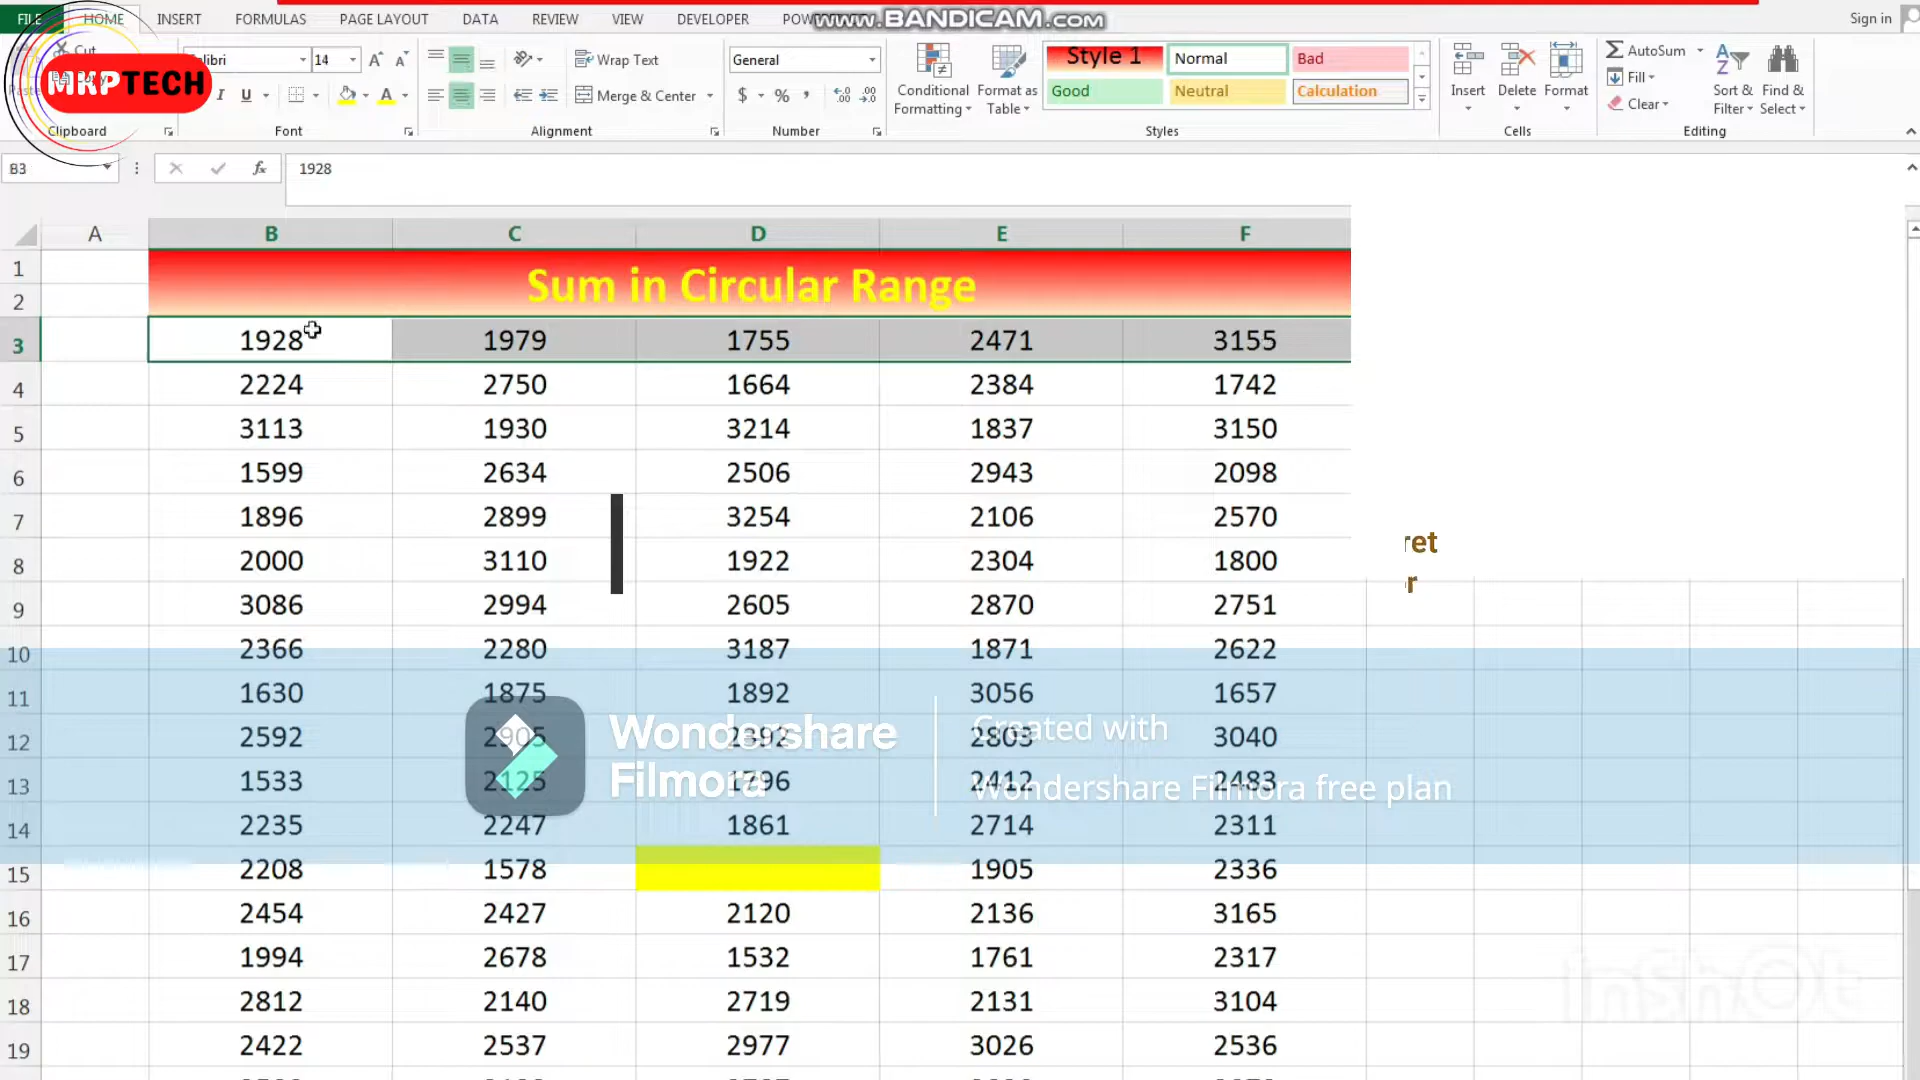 FILE HOME INSERT FORMULAS PAGE LAYOUT DATA REVIEW VIEW DEVELOPER POW
www.BANDICAM.com
Sign in
MKPTECH
Cut
Copy
Clipboard
libri 14
I U
Font
Wrap Text
Merge & Center
Alignment
General
$ % ,
Number
Conditional Formatting
Format as Table
Style 1 Normal Bad
Good Neutral Calculation
Styles
Insert Delete Format
Cells
AutoSum
Fill
Clear
Sort & Filter
Find & Select
Editing
B3 fx 1928
A B C D E F
1
2
Sum in Circular Range
3 1928 1979 1755 2471 3155
4 2224 2750 1664 2384 1742
5 3113 1930 3214 1837 3150
6 1599 2634 2506 2943 2098
7 1896 2899 3254 2106 2570
8 2000 3110 1922 2304 1800
9 3086 2994 2605 2870 2751
10 2366 2280 3187 1871 2622
11 1630 1875 1892 3056 1657
12 2592 2905 2392 2803 3040
13 1533 2125 1796 2412 2483
14 2235 2247 1861 2714 2311
15 2208 1578 1905 2336
16 2454 2427 2120 2136 3165
17 1994 2678 1532 1761 2317
18 2812 2140 2719 2131 3104
19 2422 2537 2977 3026 2536
ret
r
Wondershare
Filmora
Created with
Wondershare Filmora free plan
InShOt